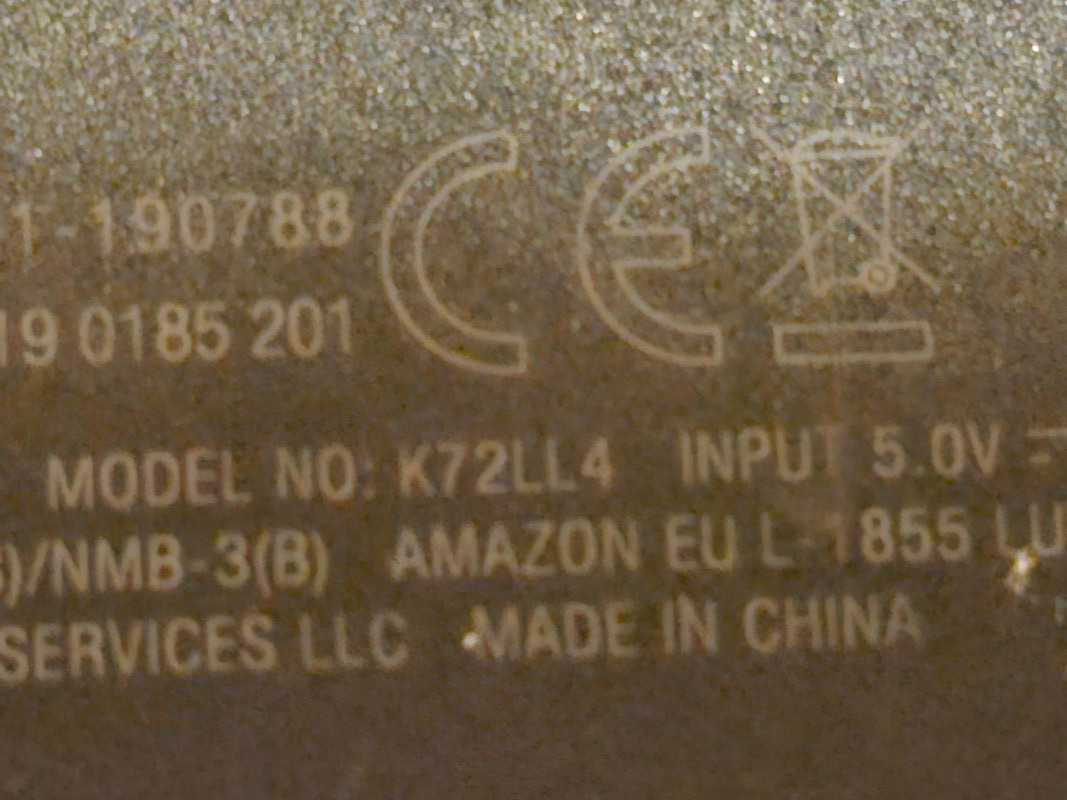 1-190788
19 0185 201
CE
MODEL NO: K72LL4 INPUT 5.0V ⎓
)/NMB-3(B) AMAZON EU L-1855 LU
SERVICES LLC MADE IN CHINA